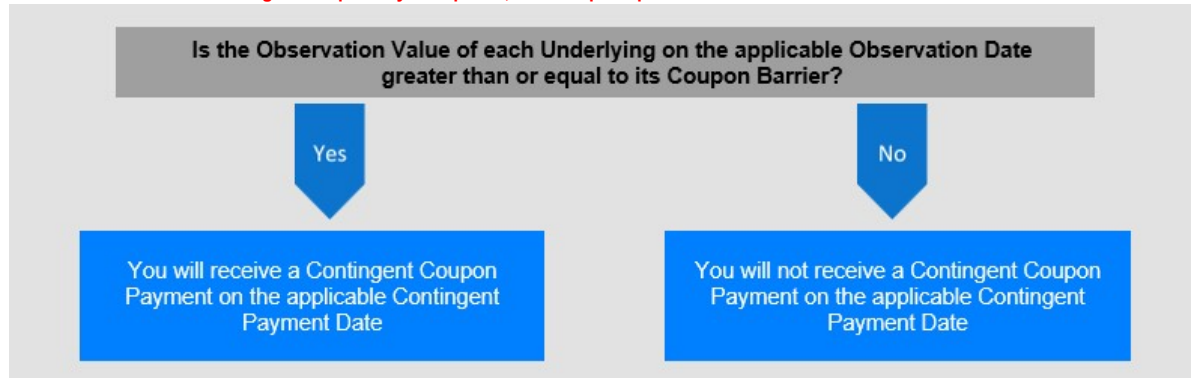 Is the Observation Value of each Underlying on the applicable Observation Date
greater than or equal to its Coupon Barrier?
Yes
No
You will receive a Contingent Coupon
Payment on the applicable Contingent
Payment Date
You will not receive a Contingent Coupon
Payment on the applicable Contingent
Payment Date